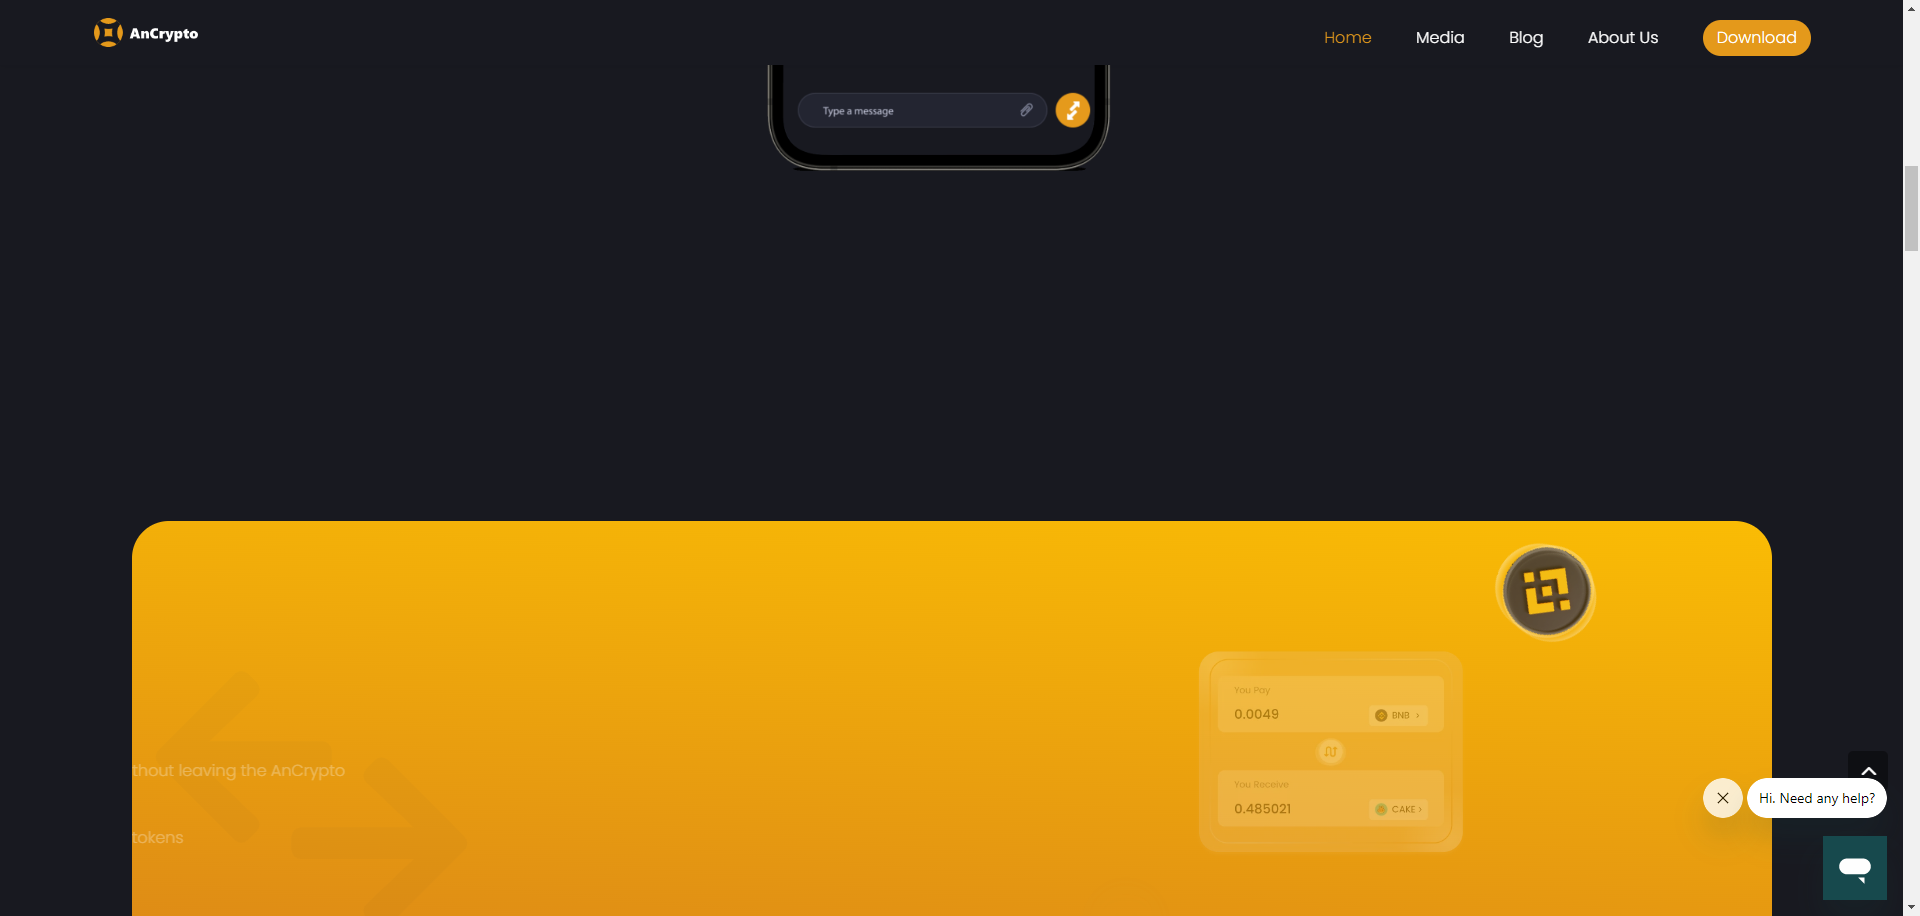 AnCrypto
Home
Media
Blog
About Us
Download
Type a message
You Pay
0.0049
BNB
You Receive
0.485021
CAKE
thout leaving the AnCrypto
tokens
Hi. Need any help?